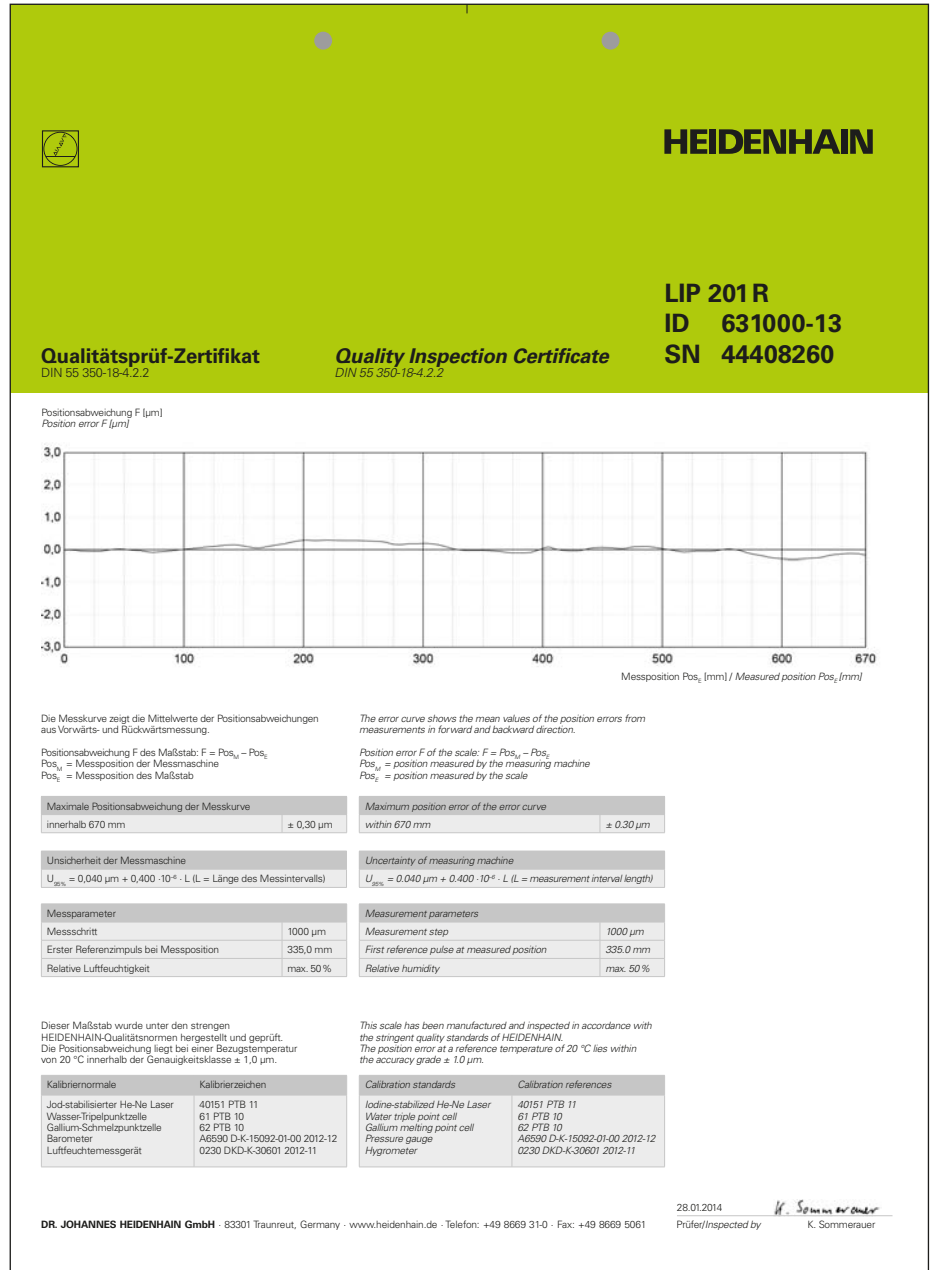 HEIDENHAIN
LIP 201 R
ID 631000-13
SN 44408260
Qualitätsprüf-Zertifikat
DIN 55 350-18-4.2.2
Quality Inspection Certificate
DIN 55 350-18-4.2.2
Positionsabweichung F [µm]
Position error F [µm]
3,0
2,0
1,0
0,0
-1,0
-2,0
-3,0
0 100 200 300 400 500 600 670
Messposition PosE [mm] / Measured position PosE [mm]
Die Messkurve zeigt die Mittelwerte der Positionsabweichungen
aus Vorwärts- und Rückwärtsmessung.
Positionsabweichung F des Maßstab: F = PosM – PosE
PosM = Messposition der Messmaschine
PosE = Messposition des Maßstab
The error curve shows the mean values of the position errors from
measurements in forward and backward direction.
Position error F of the scale: F = PosM – PosE
PosM = position measured by the measuring machine
PosE = position measured by the scale
Maximale Positionsabweichung der Messkurve
innerhalb 670 mm ± 0,30 µm
Maximum position error of the error curve
within 670 mm ± 0.30 µm
Unsicherheit der Messmaschine
U95% = 0,040 µm + 0,400 ·10-6 · L (L = Länge des Messintervalls)
Uncertainty of measuring machine
U95% = 0.040 µm + 0.400 ·10-6 · L (L = measurement interval length)
Messparameter
Messschritt 1000 µm
Erster Referenzimpuls bei Messposition 335,0 mm
Relative Luftfeuchtigkeit max. 50 %
Measurement parameters
Measurement step 1000 µm
First reference pulse at measured position 335.0 mm
Relative humidity max. 50 %
Dieser Maßstab wurde unter den strengen
HEIDENHAIN-Qualitätsnormen hergestellt und geprüft.
Die Positionsabweichung liegt bei einer Bezugstemperatur
von 20 °C innerhalb der Genauigkeitsklasse ± 1,0 µm.
This scale has been manufactured and inspected in accordance with
the stringent quality standards of HEIDENHAIN.
The position error at a reference temperature of 20 °C lies within
the accuracy grade ± 1.0 µm.
Kalibriernormale Kalibrierzeichen
Jod-stabilisierter He-Ne Laser 40151 PTB 11
Wasser-Tripelpunktzelle 61 PTB 10
Gallium-Schmelzpunktzelle 62 PTB 10
Barometer A6590 D-K-15092-01-00 2012-12
Luftfeuchtemessgerät 0230 DKD-K-30601 2012-11
Calibration standards Calibration references
Iodine-stabilized He-Ne Laser 40151 PTB 11
Water triple point cell 61 PTB 10
Gallium melting point cell 62 PTB 10
Pressure gauge A6590 D-K-15092-01-00 2012-12
Hygrometer 0230 DKD-K-30601 2012-11
28.01.2014 K. Sommerauer
DR. JOHANNES HEIDENHAIN GmbH · 83301 Traunreut, Germany · www.heidenhain.de · Telefon: +49 8669 31-0 · Fax: +49 8669 5061
Prüfer/Inspected by K. Sommerauer